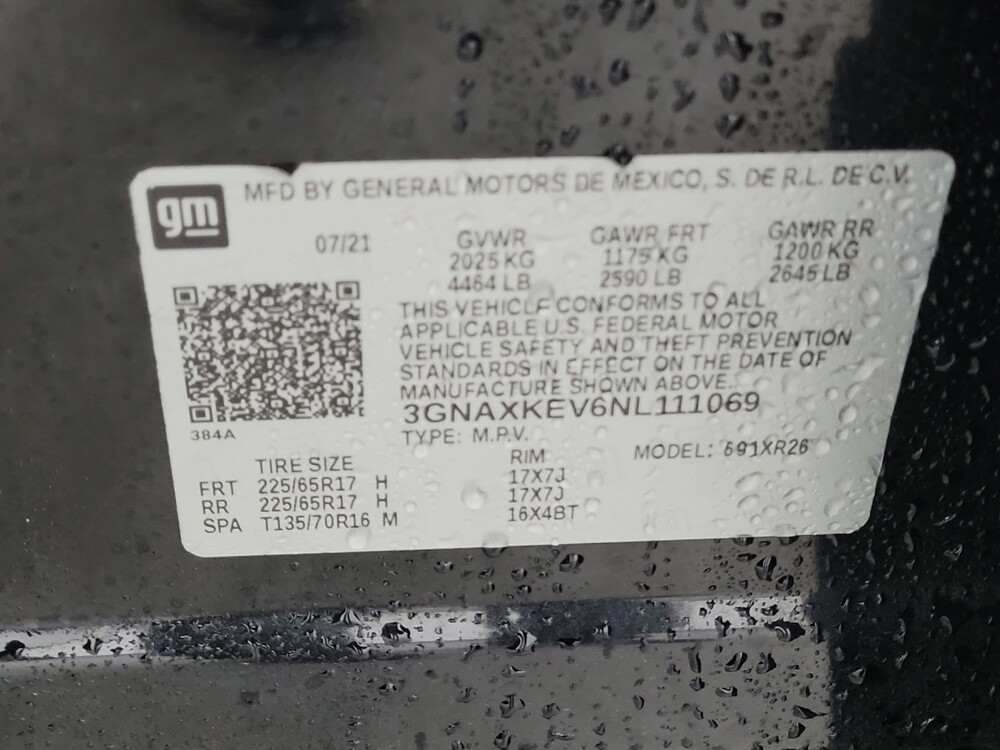 gm
MFD BY GENERAL MOTORS DE MEXICO, S. DE R.L. DE C.V.
07/21
GVWR GAWR FRT GAWR RR
2025 KG 1175 KG 1200 KG
4464 LB 2590 LB 2645 LB
THIS VEHICLE CONFORMS TO ALL
APPLICABLE U.S. FEDERAL MOTOR
VEHICLE SAFETY AND THEFT PREVENTION
STANDARDS IN EFFECT ON THE DATE OF
MANUFACTURE SHOWN ABOVE.
3GNAXKEV6NL111069
384A
TYPE: M.P.V. MODEL:
TIRE SIZE RIM
FRT 225/65R17 H 17X7J
RR 225/65R17 H 17X7J
SPA T135/70R16 M 16X4BT